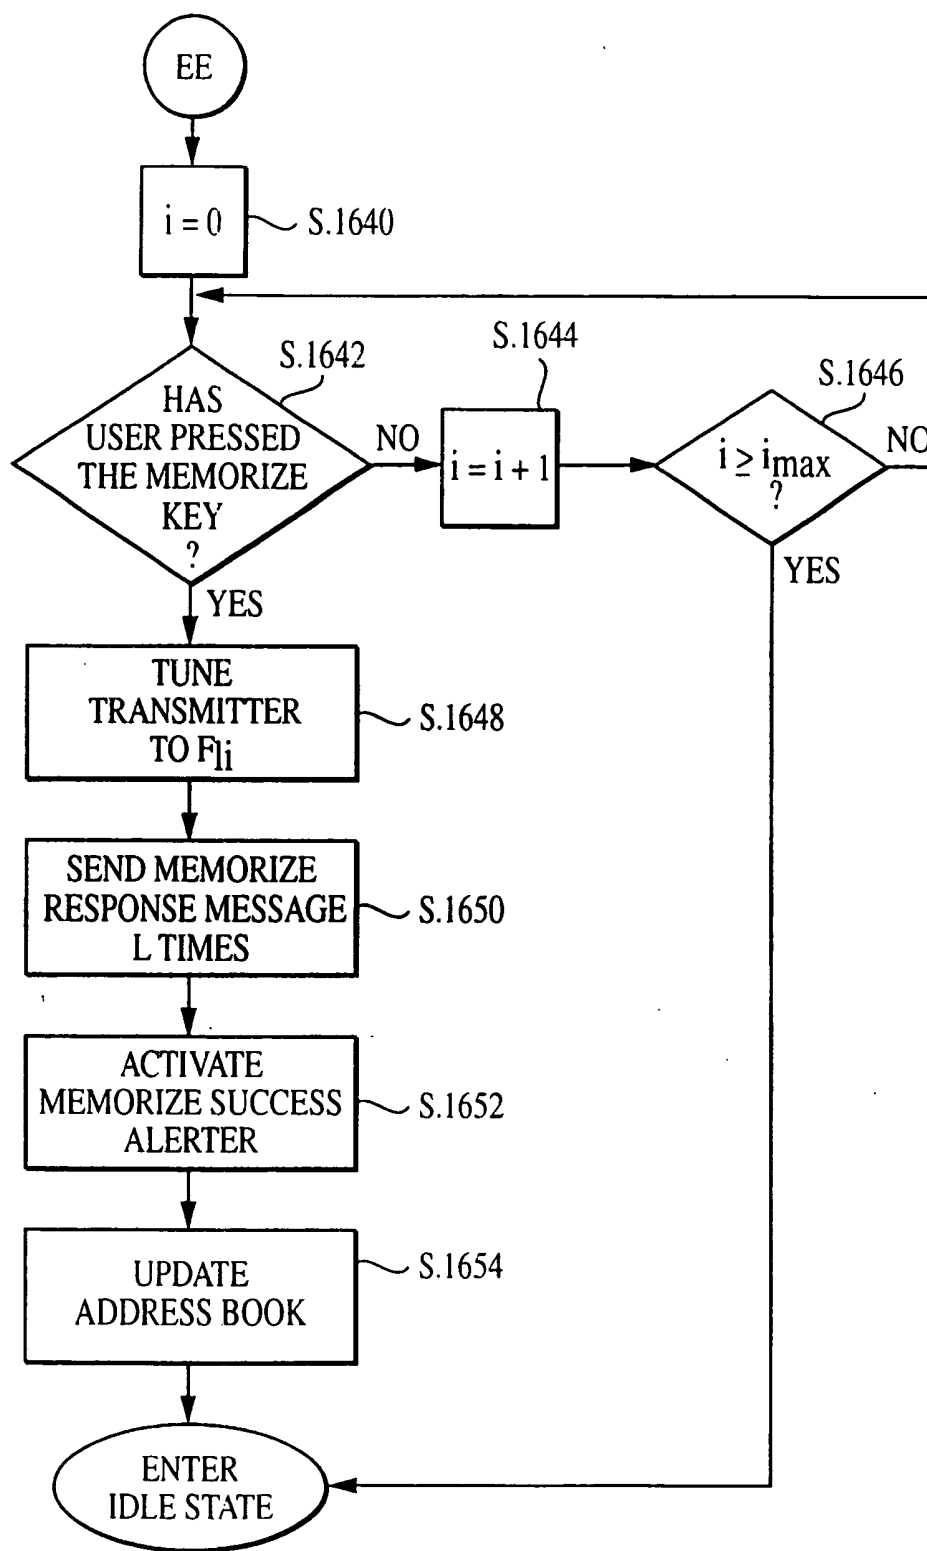 EE
i = 0
S.1640
S.1642
HAS
USER PRESSED
THE MEMORIZE
KEY
?
NO
S.1644
i = i + 1
S.1646
i ≥ imax
?
NO
YES
YES
TUNE
TRANSMITTER
TO Fli
S.1648
SEND MEMORIZE
RESPONSE MESSAGE
L TIMES
S.1650
ACTIVATE
MEMORIZE SUCCESS
ALERTER
S.1652
UPDATE
ADDRESS BOOK
S.1654
ENTER
IDLE STATE